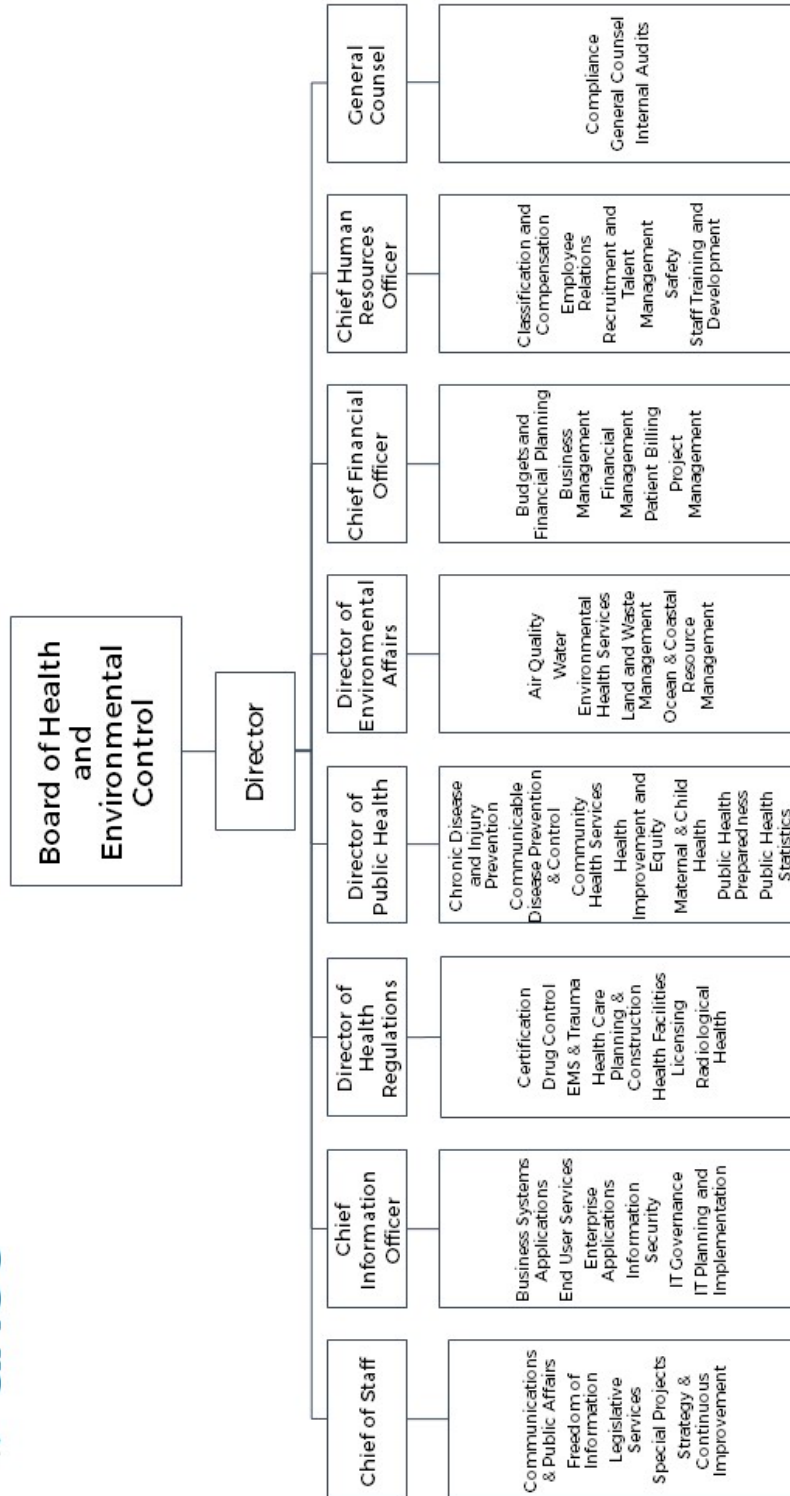 Board of Health
and
Environmental
Control
Director
Chief of Staff
Communications
& Public Affairs
Freedom of
Information
Legislative
Services
Special Projects
Strategy &
Continuous
Improvement
Chief
Information
Officer
Business Systems
Applications
End User Services
Enterprise
Applications
Information
Security
IT Governance
IT Planning and
Implementation
Director of
Health
Regulations
Certification
Drug Control
EMS & Trauma
Health Care
Planning &
Construction
Health Facilities
Licensing
Radiological
Health
Director of
Public Health
Chronic Disease
and Injury
Prevention
Communicable
Disease Prevention
& Control
Community
Health Services
Health
Improvement and
Equity
Maternal & Child
Health
Public Health
Preparedness
Public Health
Statistics
Director of
Environmental
Affairs
Air Quality
Water
Environmental
Health Services
Land and Waste
Management
Ocean & Coastal
Resource
Management
Chief Financial
Officer
Budgets and
Financial Planning
Business
Management
Financial
Management
Patient Billing
Project
Management
Chief Human
Resources
Officer
Classification and
Compensation
Employee
Relations
Recruitment and
Talent
Management
Safety
Staff Training and
Development
General
Counsel
Compliance
General Counsel
Internal Audits